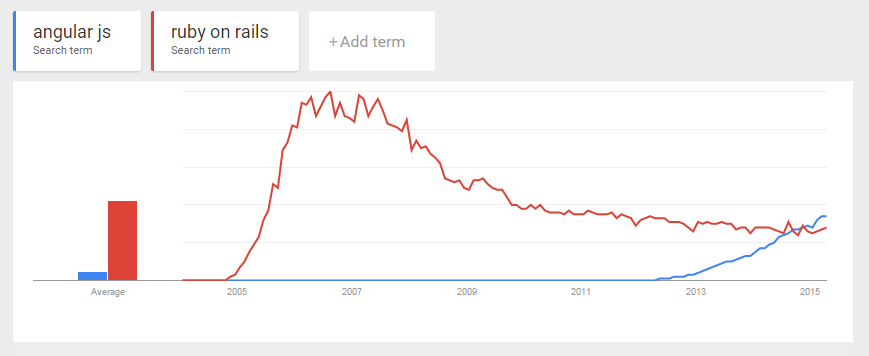 angular js
Search term
ruby on rails
Search term
+Add term
Average
2005
2007
2009
2011
2013
2015